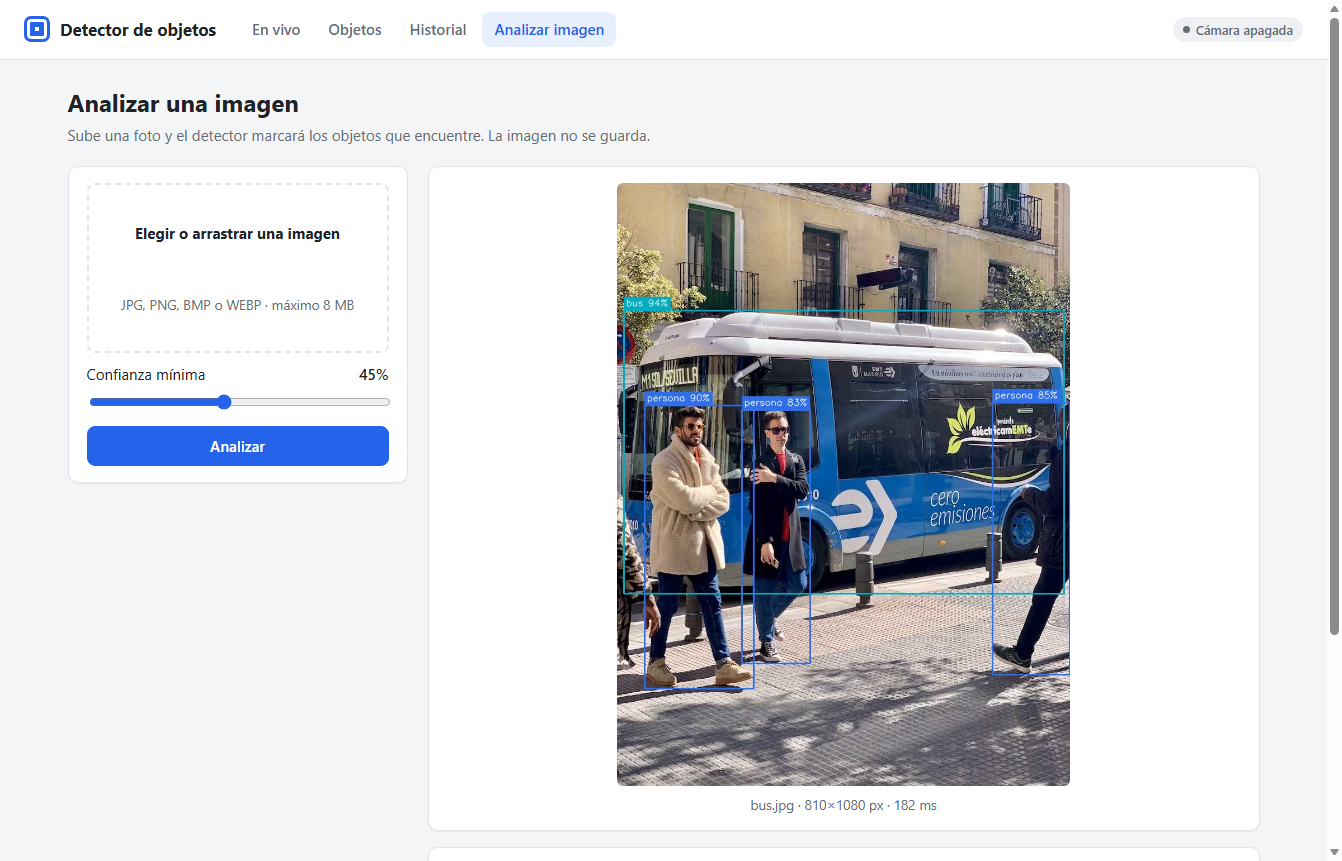 Detector de objetos
En vivo
Objetos
Historial
Analizar imagen
Cámara apagada
Analizar una imagen
Sube una foto y el detector marcará los objetos que encuentre. La imagen no se guarda.
Elegir o arrastrar una imagen
JPG, PNG, BMP o WEBP · máximo 8 MB
Confianza mínima 45%
Analizar
bus 94%
M1 SOL/SEVILLA
persona 90%
persona 83%
persona 85%
eléctricamEMTe
cero
emisiones
bus.jpg · 810×1080 px · 182 ms